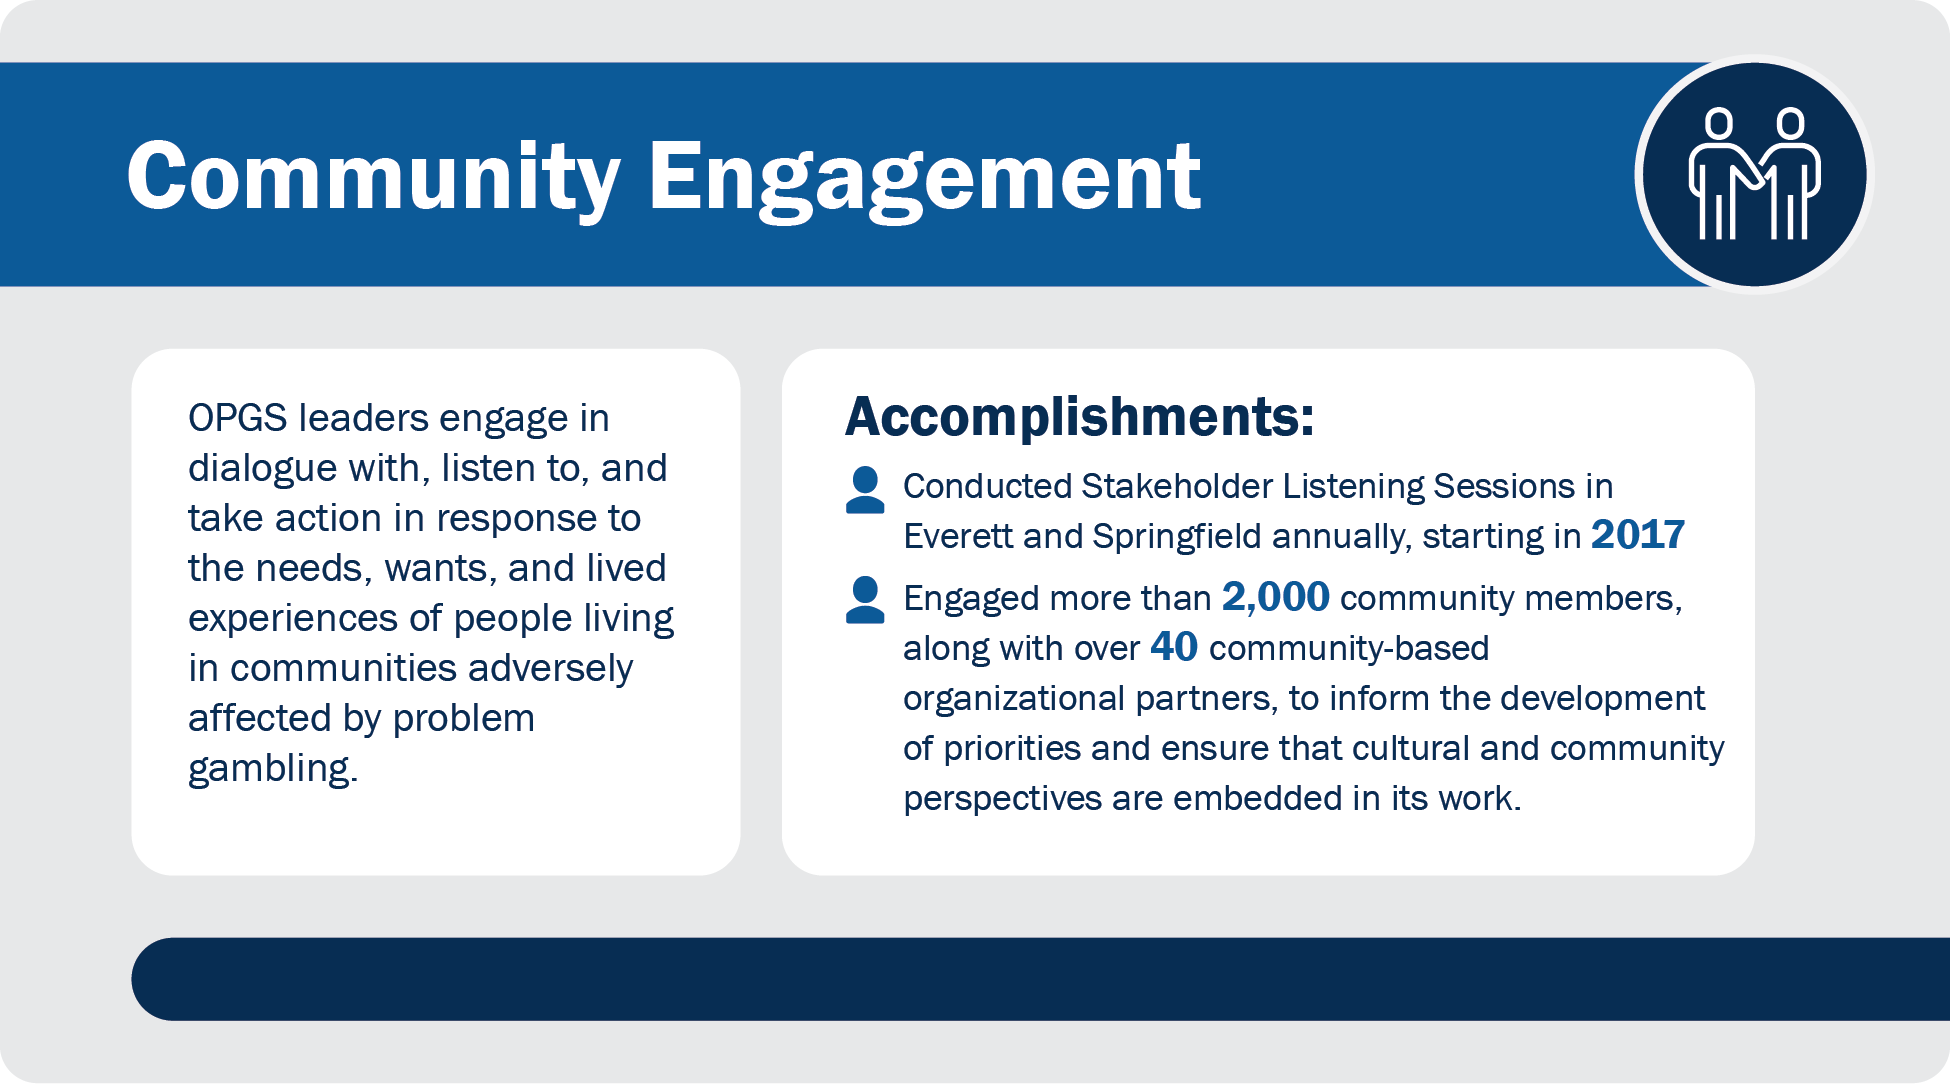 Community Engagement
OPGS leaders engage in
dialogue with, listen to, and
take action in response to
the needs, wants, and lived
experiences of people living
in communities adversely
affected by problem
gambling.
Accomplishments:
Conducted Stakeholder Listening Sessions in
Everett and Springfield annually, starting in 2017
Engaged more than 2,000 community members,
along with over 40 community-based
organizational partners, to inform the development
of priorities and ensure that cultural and community
perspectives are embedded in its work.